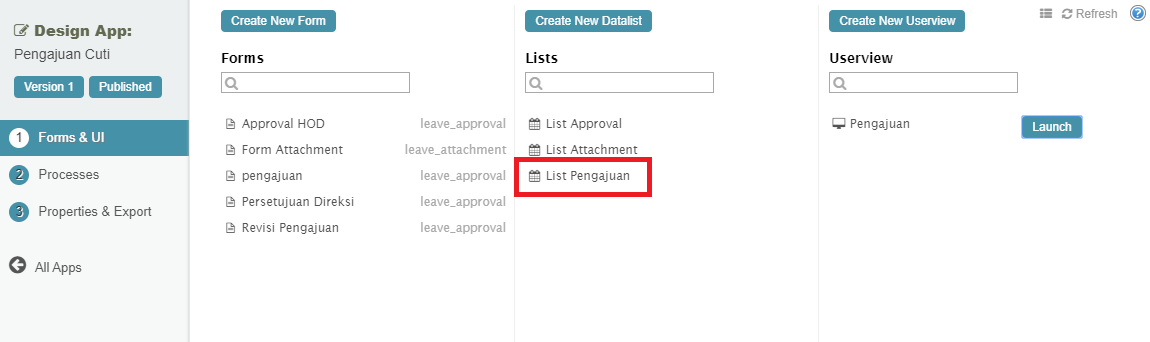 Design App:
Pengajuan Cuti
Version 1 Published
1 Forms & UI
2 Processes
3 Properties & Export
All Apps
Create New Form
Forms
Approval HOD leave_approval
Form Attachment leave_attachment
pengajuan leave_approval
Persetujuan Direksi leave_approval
Revisi Pengajuan leave_approval
Create New Datalist
Lists
List Approval
List Attachment
List Pengajuan
Create New Userview
Refresh ?
Userview
Pengajuan Launch